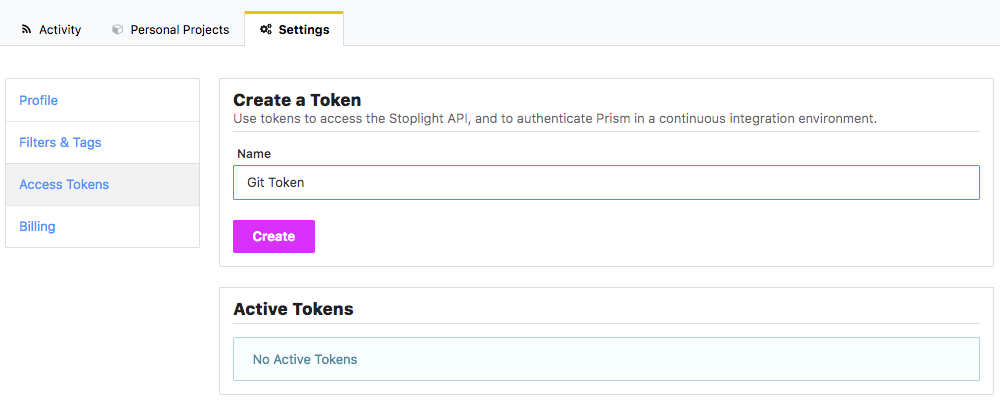 Activity
Personal Projects
Settings
Profile
Filters & Tags
Access Tokens
Billing
Create a Token
Use tokens to access the Stoplight API, and to authenticate Prism in a continuous integration environment.
Name
Git Token
Create
Active Tokens
No Active Tokens